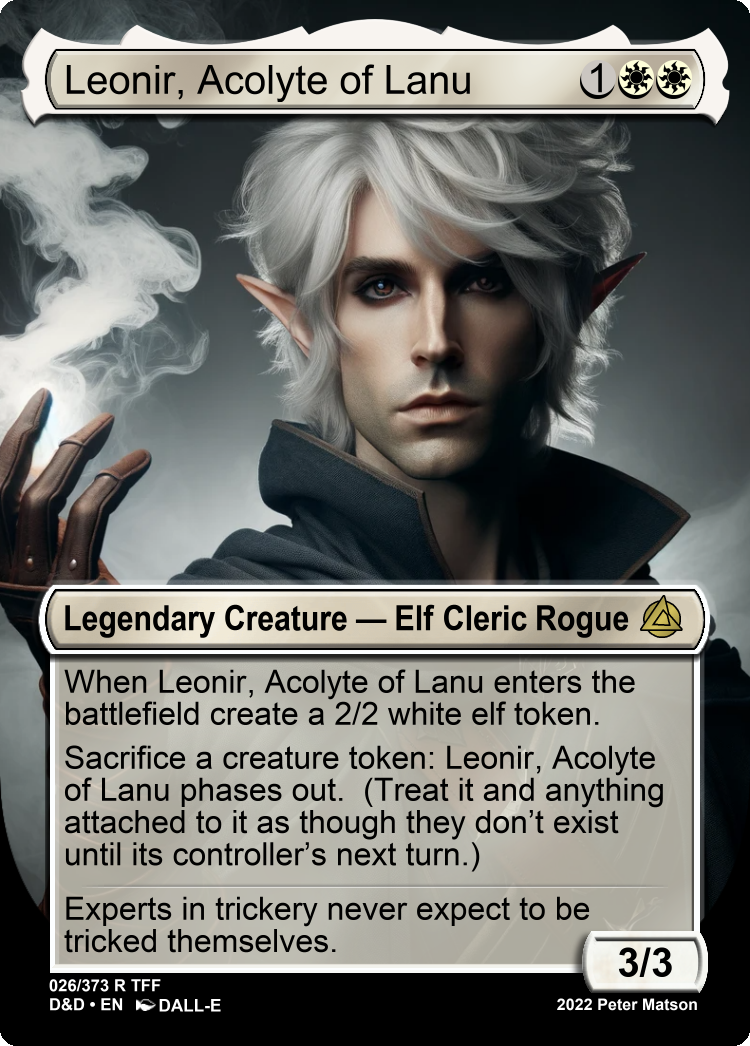 Leonir, Acolyte of Lanu 1
Legendary Creature — Elf Cleric Rogue
When Leonir, Acolyte of Lanu enters the
battlefield create a 2/2 white elf token.
Sacrifice a creature token: Leonir, Acolyte
of Lanu phases out.  (Treat it and anything
attached to it as though they don’t exist
until its controller’s next turn.)
Experts in trickery never expect to be
tricked themselves.
3/3
026/373 R TFF
D&D • EN DALL-E
2022 Peter Matson